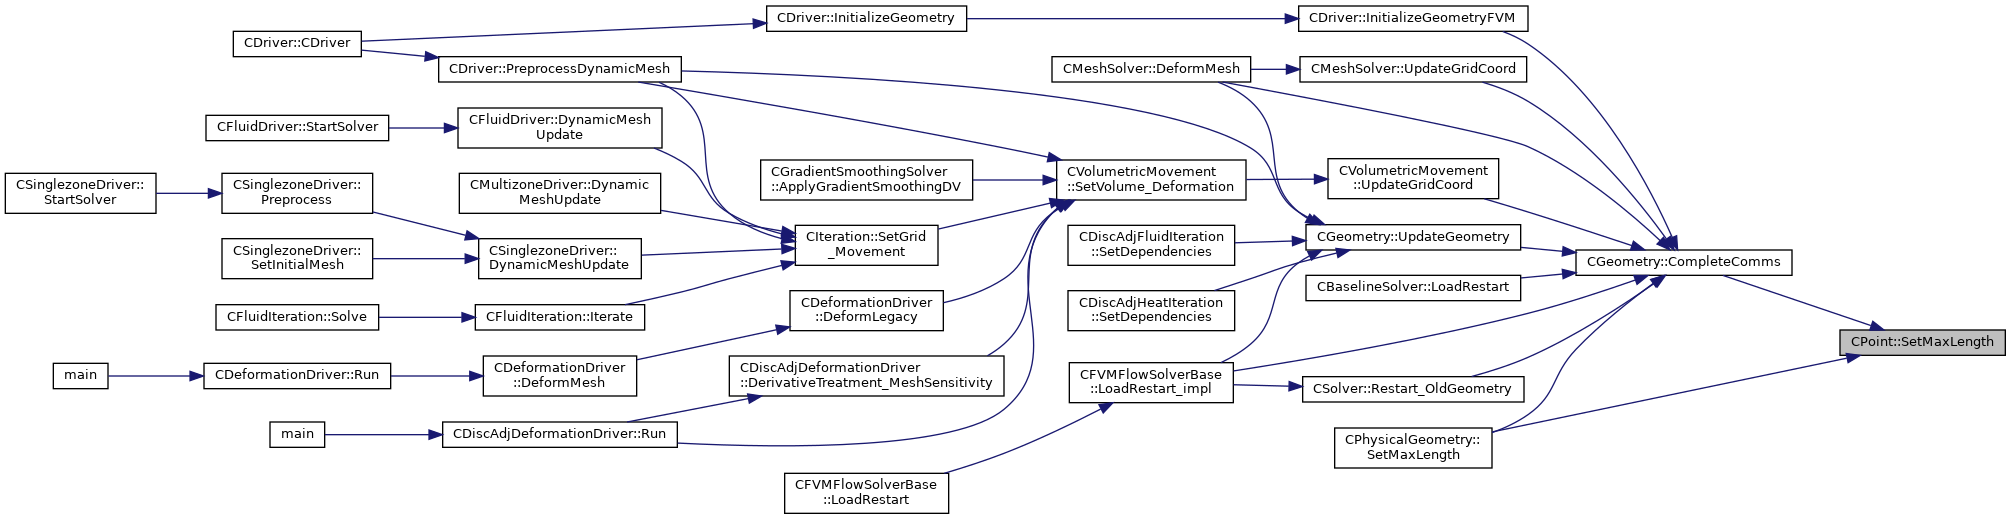 CDriver::InitializeGeometry
CDriver::InitializeGeometryFVM
CDriver::CDriver
CDriver::PreprocessDynamicMesh
CMeshSolver::DeformMesh
CMeshSolver::UpdateGridCoord
CFluidDriver::StartSolver
CFluidDriver::DynamicMesh
Update
CGradientSmoothingSolver
::ApplyGradientSmoothingDV
CVolumetricMovement
::SetVolume_Deformation
CVolumetricMovement
::UpdateGridCoord
CSinglezoneDriver::
StartSolver
CSinglezoneDriver::
Preprocess
CMultizoneDriver::Dynamic
MeshUpdate
CIteration::SetGrid
_Movement
CDiscAdjFluidIteration
::SetDependencies
CGeometry::UpdateGeometry
CSinglezoneDriver::
SetInitialMesh
CSinglezoneDriver::
DynamicMeshUpdate
CGeometry::CompleteComms
CBaselineSolver::LoadRestart
CDiscAdjHeatIteration
::SetDependencies
CDeformationDriver
::DeformLegacy
CFluidIteration::Solve
CFluidIteration::Iterate
CPoint::SetMaxLength
main
CDeformationDriver::Run
CDeformationDriver
::DeformMesh
CDiscAdjDeformationDriver
::DerivativeTreatment_MeshSensitivity
CFVMFlowSolverBase
::LoadRestart_impl
CSolver::Restart_OldGeometry
main
CDiscAdjDeformationDriver::Run
CPhysicalGeometry::
SetMaxLength
CFVMFlowSolverBase
::LoadRestart